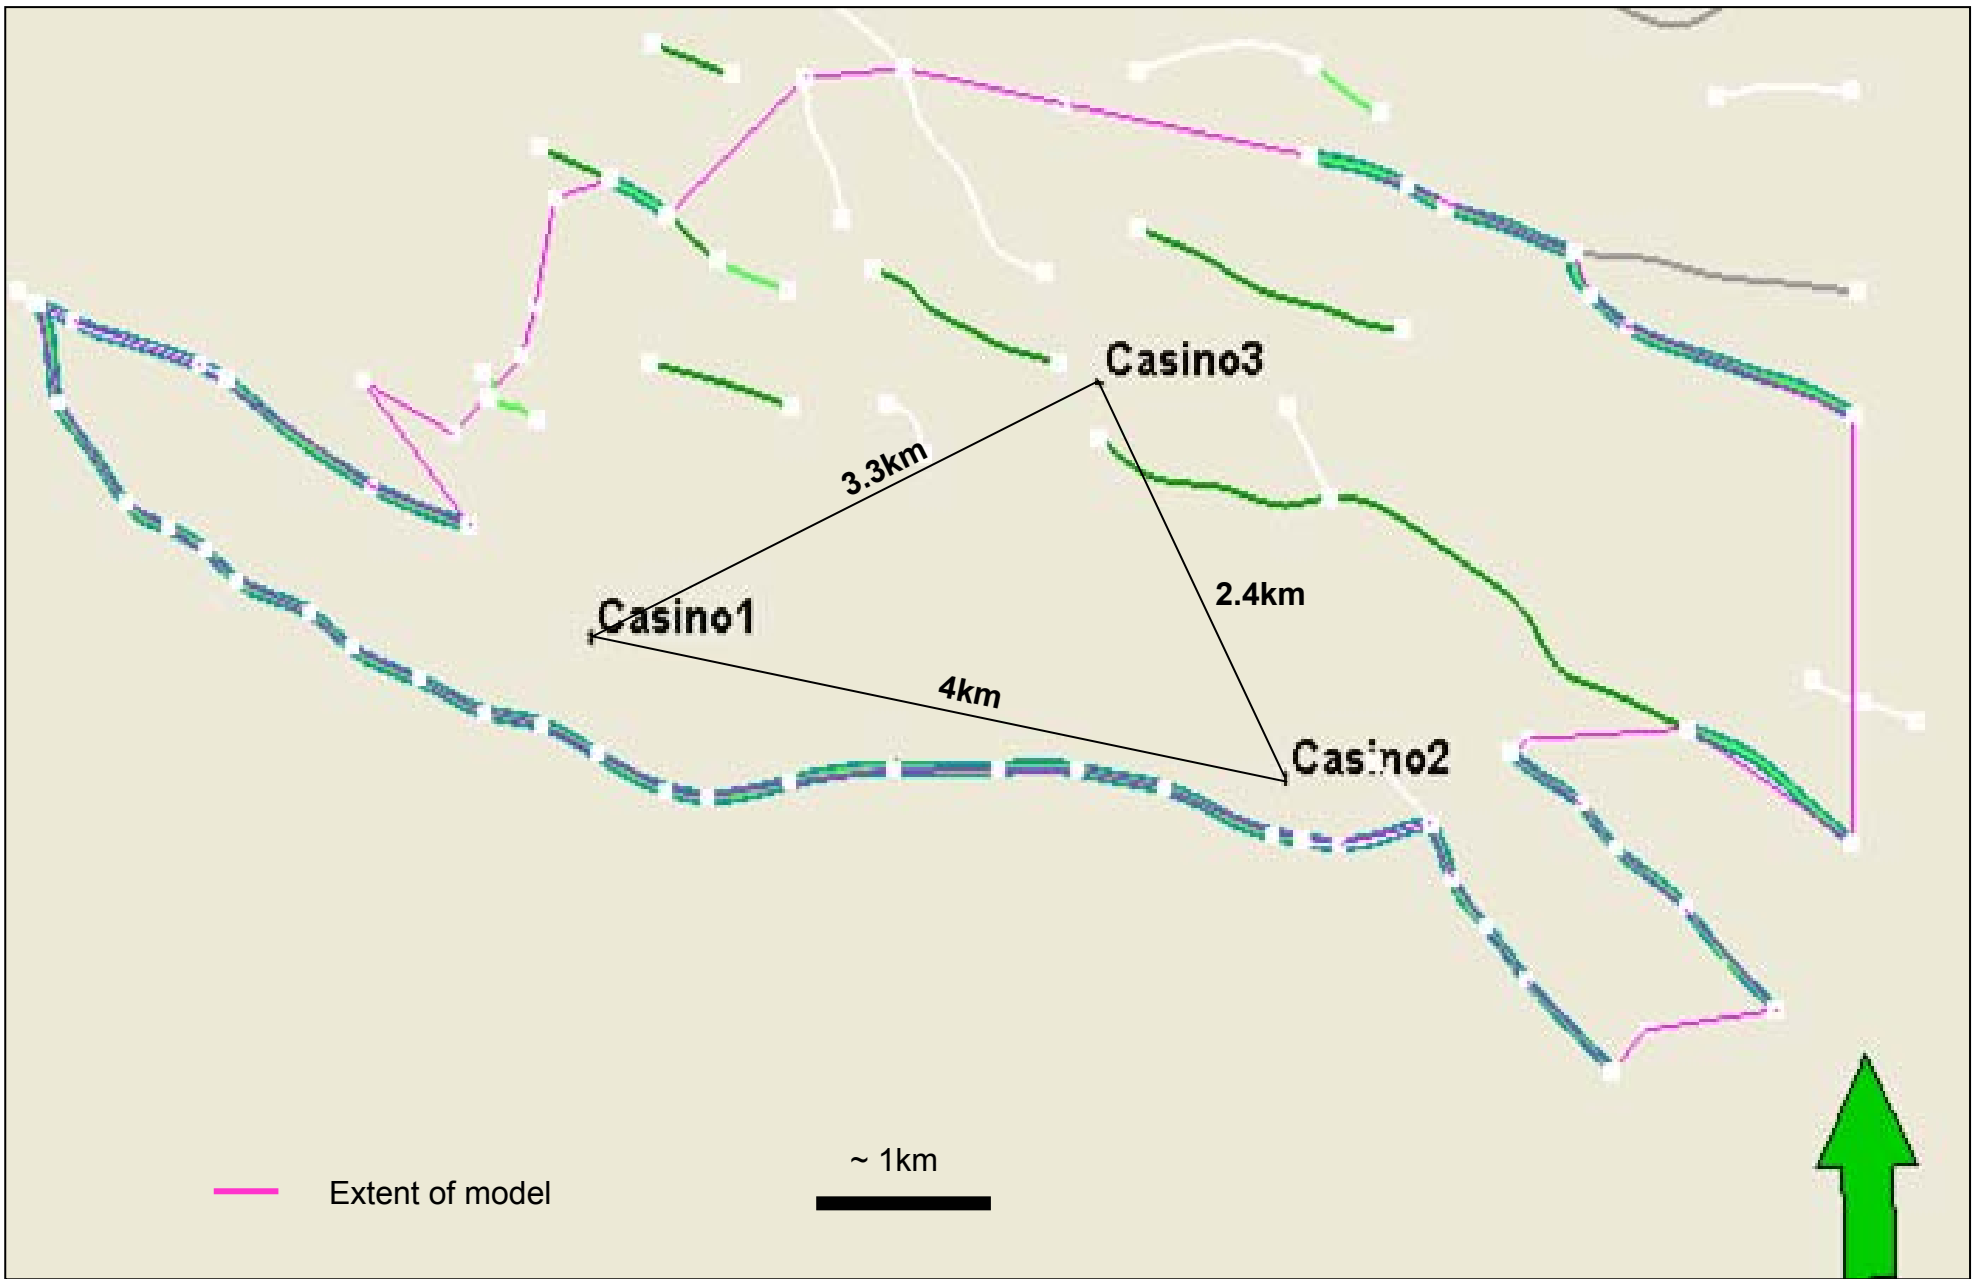 Casino3
3.3km
2.4km
Casino1
4km
Casino2
~ 1km
Extent of model